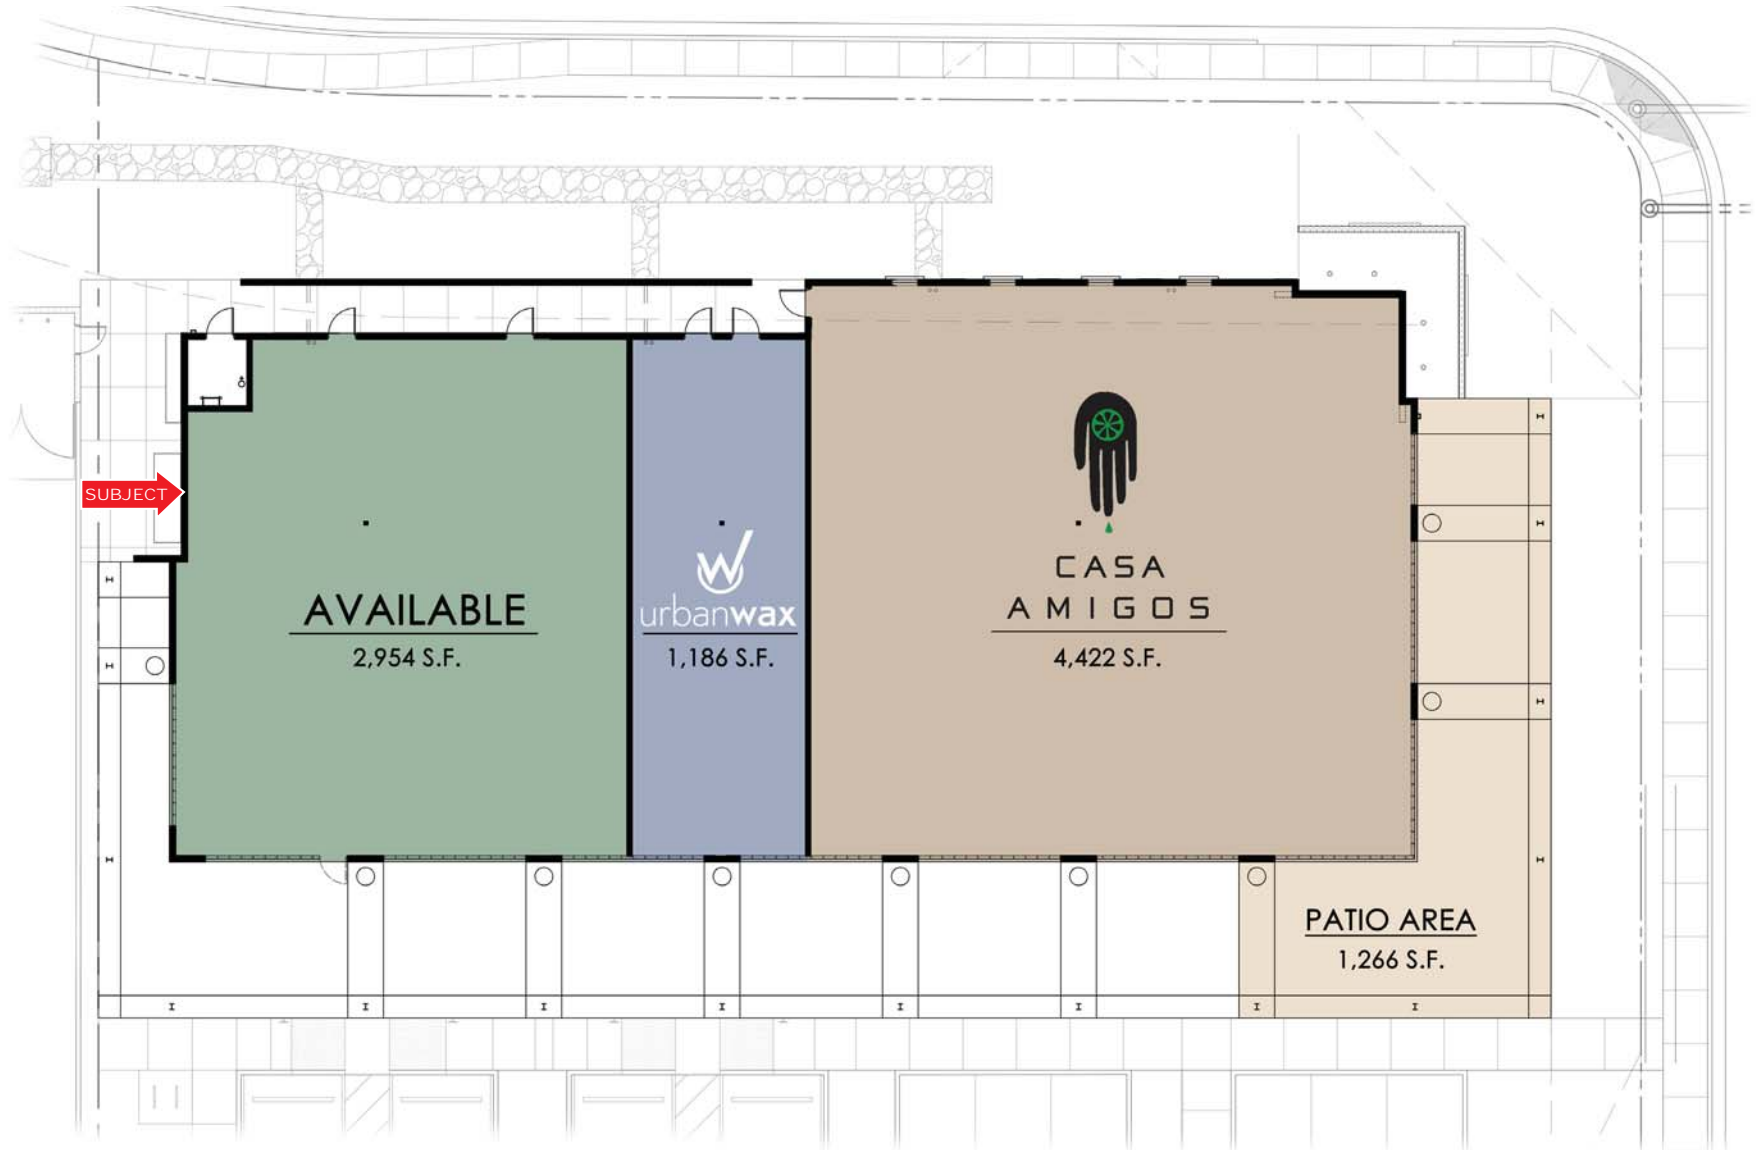 SUBJECT
AVAILABLE
2,954 S.F.
urbanwax
1,186 S.F.
CASA
AMIGOS
4,422 S.F.
PATIO AREA
1,266 S.F.